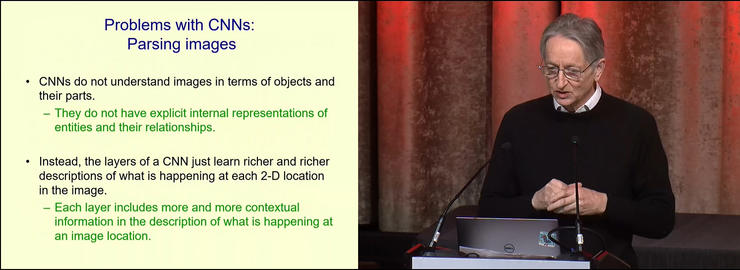 Problems with CNNs:
Parsing images
• CNNs do not understand images in terms of objects and
their parts.
– They do not have explicit internal representations of
entities and their relationships.
• Instead, the layers of a CNN just learn richer and richer
descriptions of what is happening at each 2-D location
in the image.
– Each layer includes more and more contextual
information in the description of what is happening at
an image location.
DELL